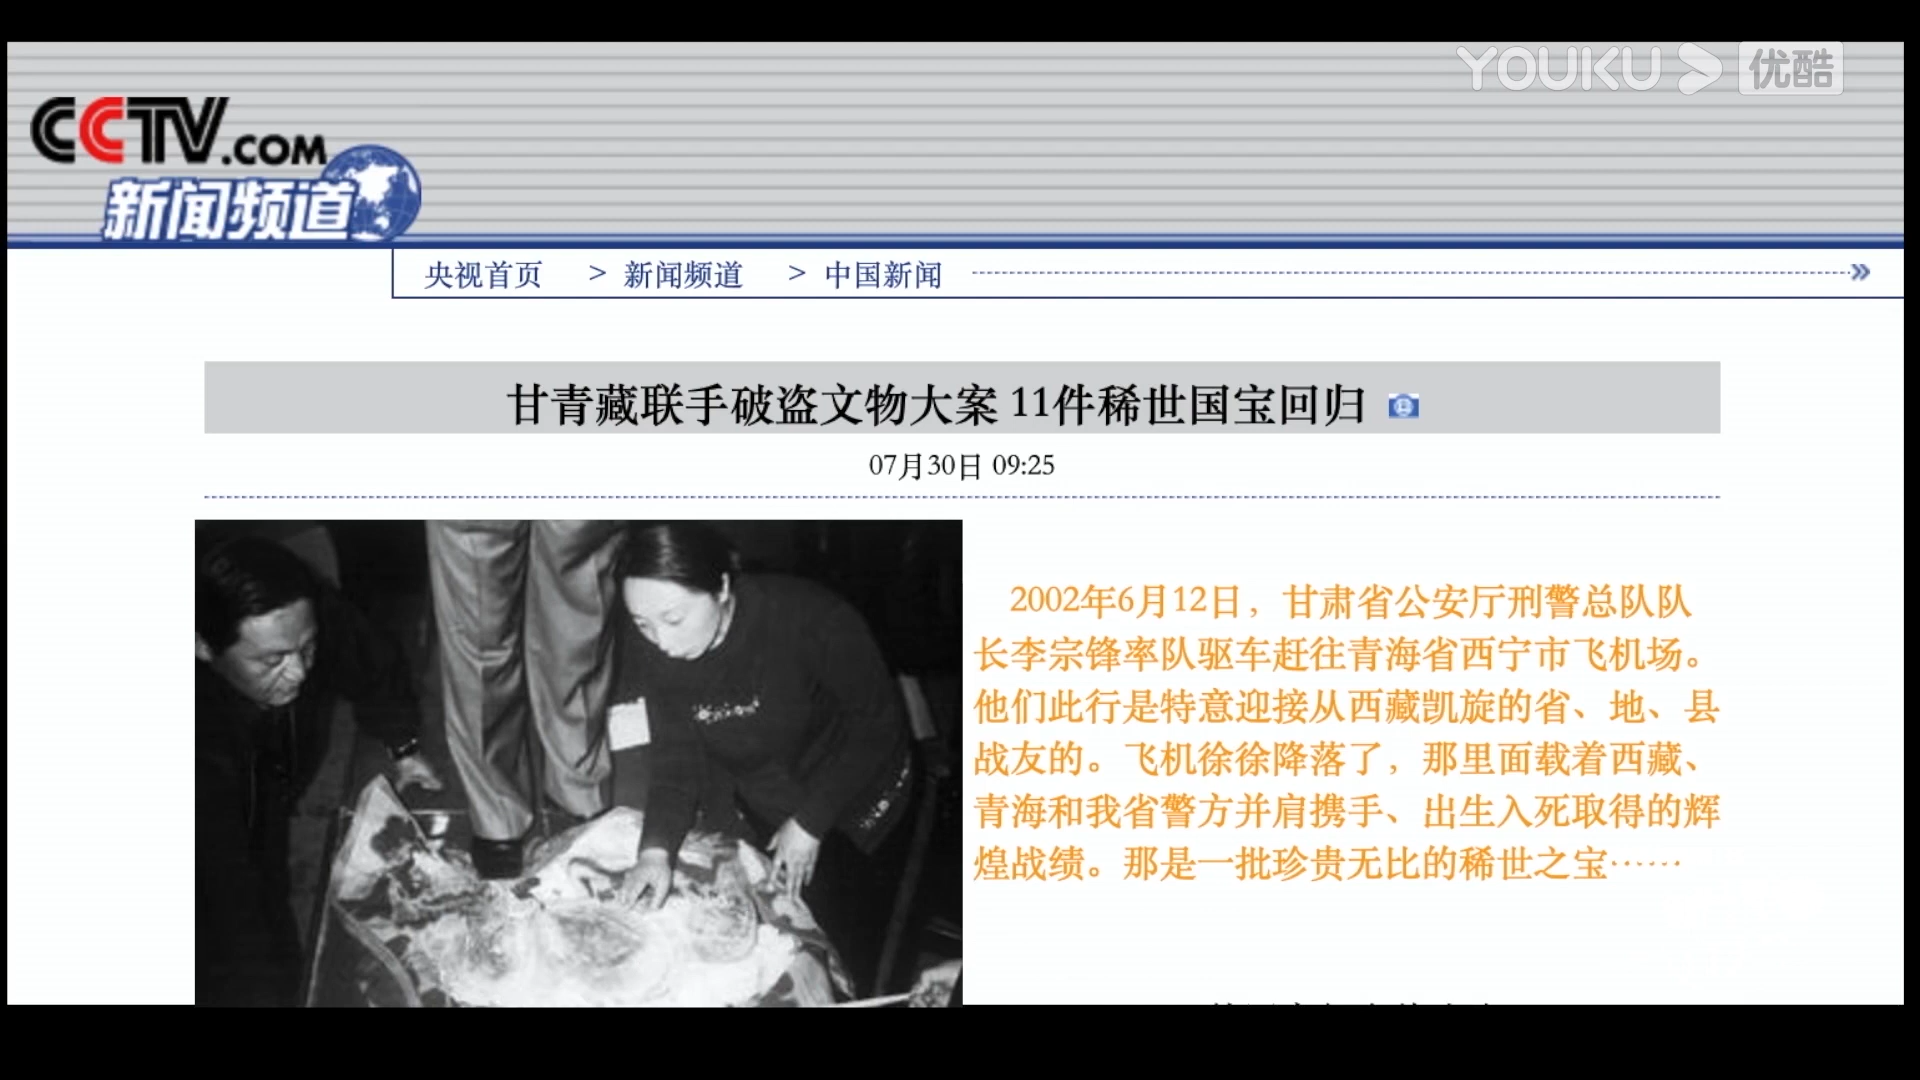 YOUKU 优酷
CCTV.COM
新闻频道
央视首页 > 新闻频道 > 中国新闻
甘青藏联手破盗文物大案 11件稀世国宝回归
07月30日 09:25
2002年6月12日，甘肃省公安厅刑警总队队
长李宗锋率队驱车赶往青海省西宁市飞机场。
他们此行是特意迎接从西藏凯旋的省、地、县
战友的。飞机徐徐降落了，那里面载着西藏、
青海和我省警方并肩携手、出生入死取得的辉
煌战绩。那是一批珍贵无比的稀世之宝……